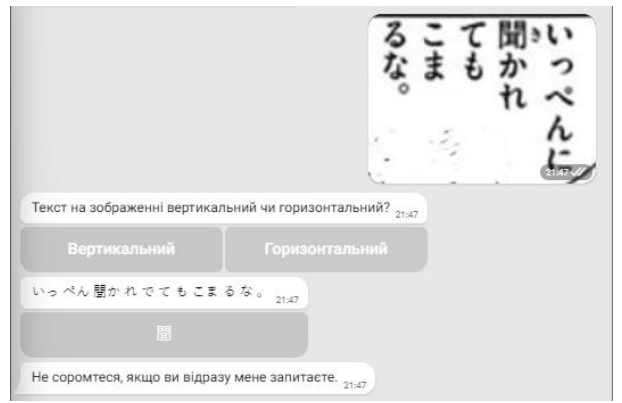 いっぺんに
聞かれ
ても
こま
るな。
き
21:47
Текст на зображенні вертикальний чи горизонтальний? 21:47
Вертикальний
Горизонтальний
いっぺん聞かれでてもこまるな。 21:47
聞
Не соромтеся, якщо ви відразу мене запитаєте. 21:47